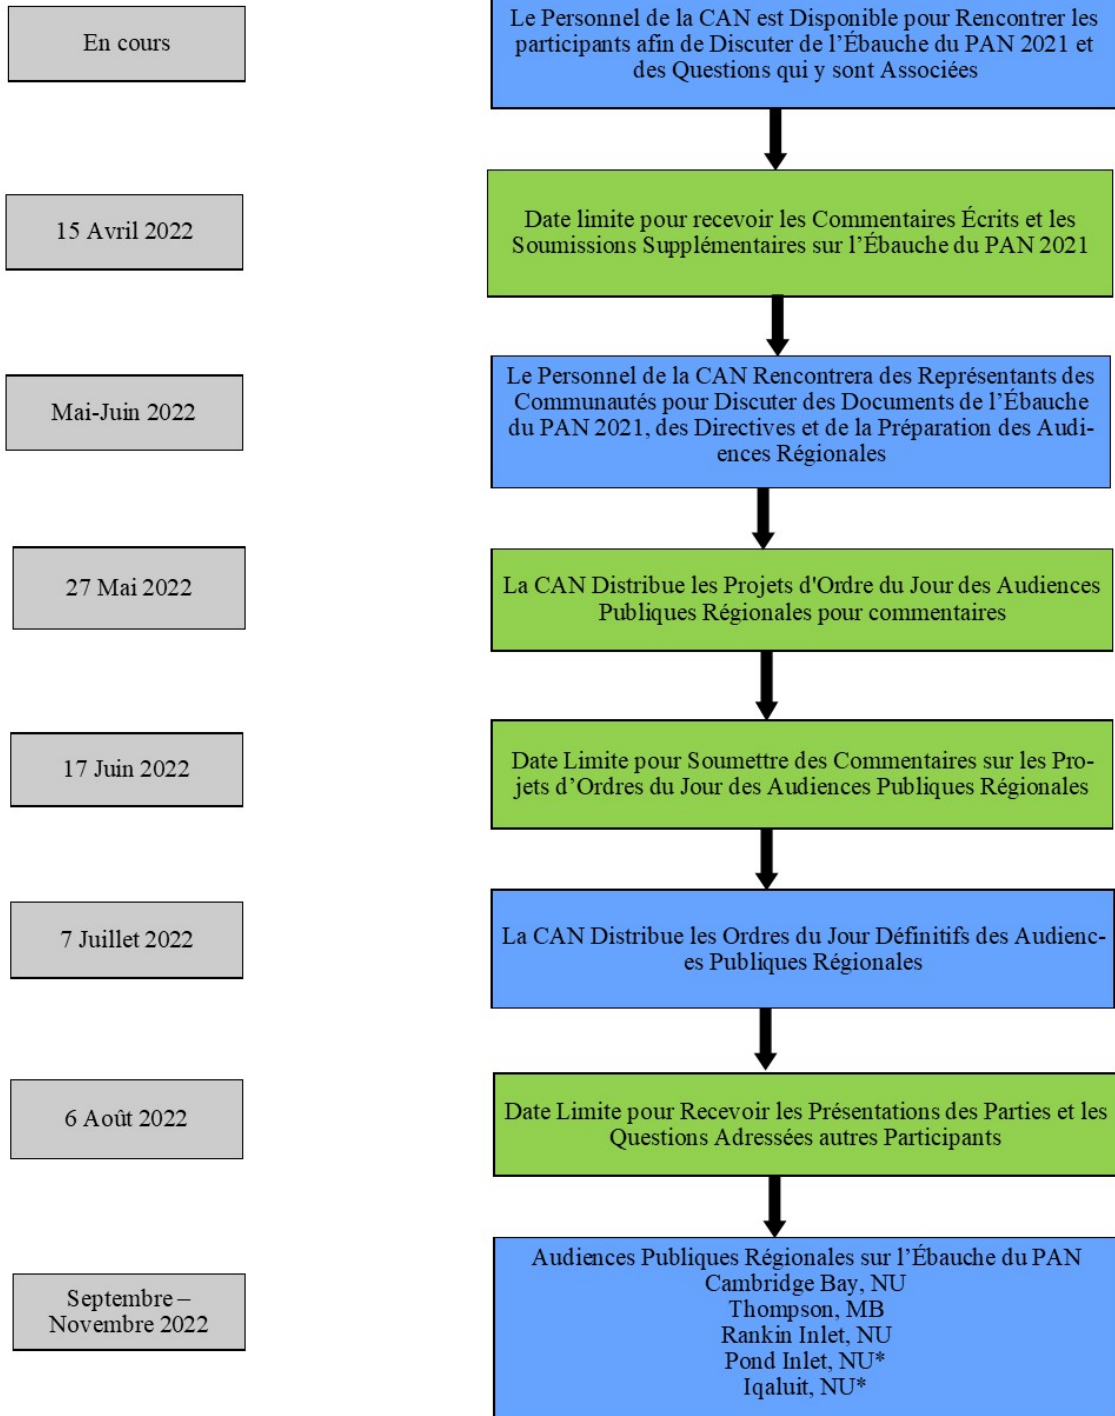 En cours
Le Personnel de la CAN est Disponible pour Rencontrer les
participants afin de Discuter de l’Ébauche du PAN 2021 et
des Questions qui y sont Associées
15 Avril 2022
Date limite pour recevoir les Commentaires Écrits et les
Soumissions Supplémentaires sur l’Ébauche du PAN 2021
Mai-Juin 2022
Le Personnel de la CAN Rencontrera des Représentants des
Communautés pour Discuter des Documents de l’Ébauche
du PAN 2021, des Directives et de la Préparation des Audi-
ences Régionales
27 Mai 2022
La CAN Distribue les Projets d'Ordre du Jour des Audiences
Publiques Régionales pour commentaires
17 Juin 2022
Date Limite pour Soumettre des Commentaires sur les Pro-
jets d’Ordres du Jour des Audiences Publiques Régionales
7 Juillet 2022
La CAN Distribue les Ordres du Jour Définitifs des Audienc-
es Publiques Régionales
6 Août 2022
Date Limite pour Recevoir les Présentations des Parties et les
Questions Adressées autres Participants
Septembre –
Novembre 2022
Audiences Publiques Régionales sur l’Ébauche du PAN
Cambridge Bay, NU
Thompson, MB
Rankin Inlet, NU
Pond Inlet, NU*
Iqaluit, NU*